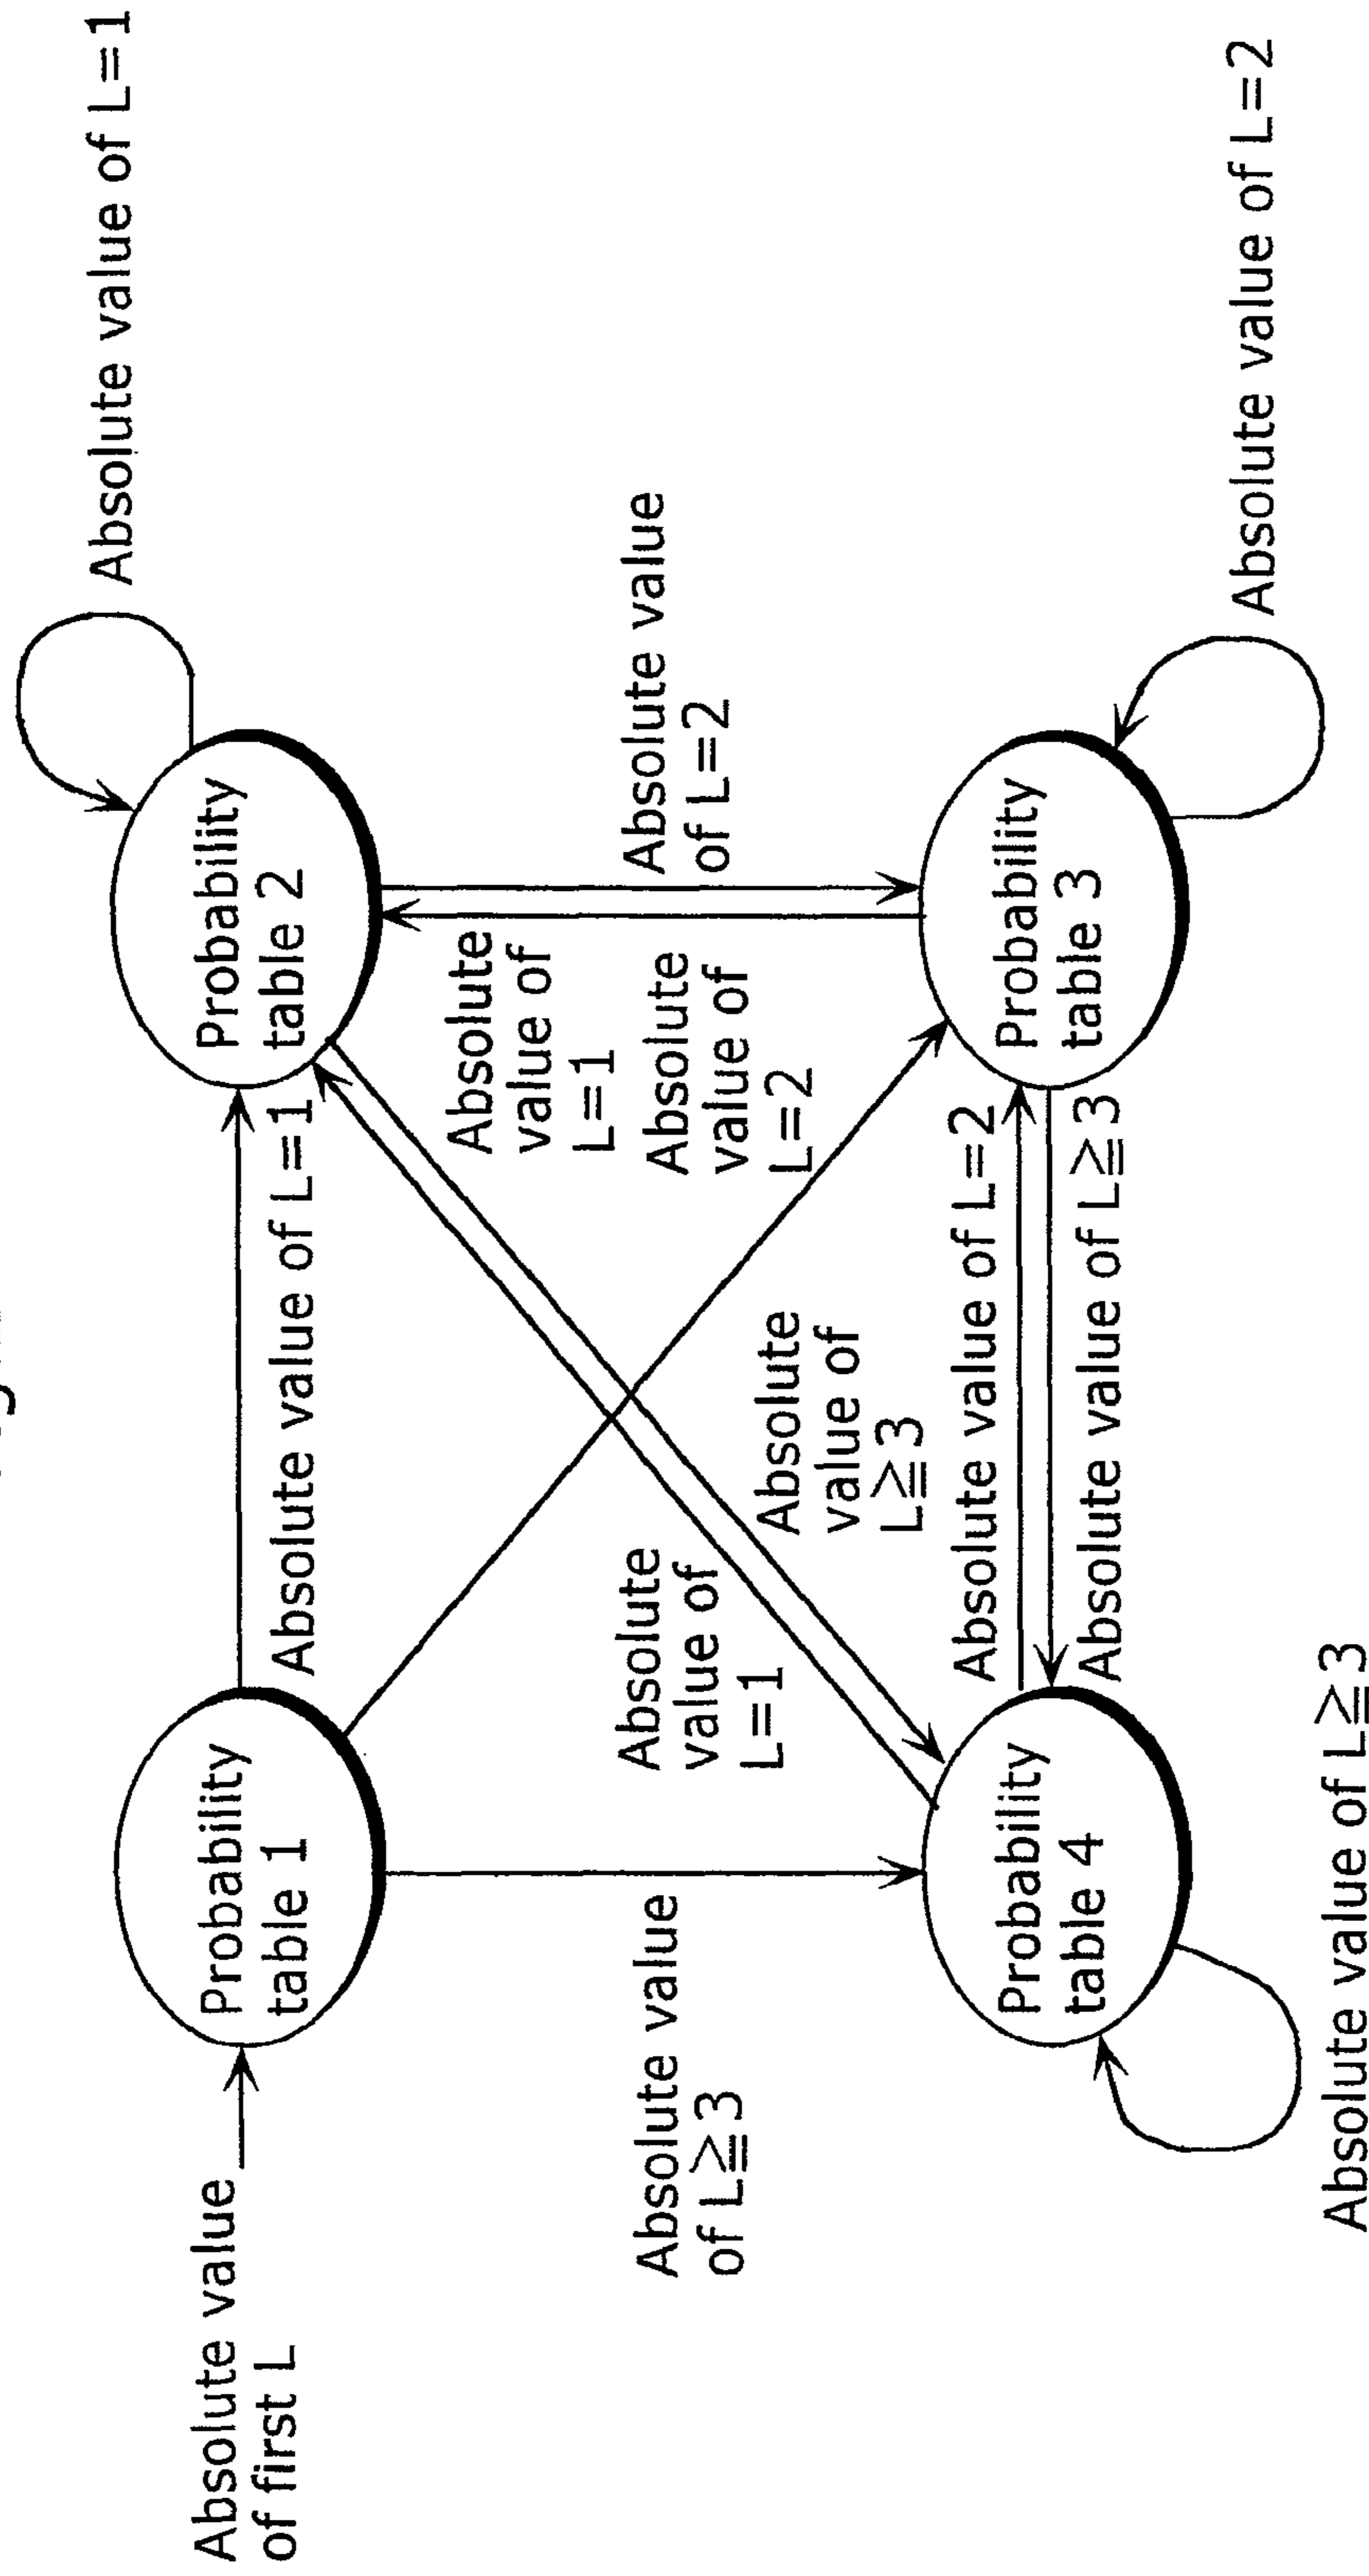 Absolute value
of first L
Probability
table 1
Absolute value of L=1
Probability
table 2
Absolute value of L=1
Absolute value
of L≧3
Absolute
value of
L=1
Absolute
value of
L≧3
Absolute
value of
L=1
Absolute
value of
L=2
Absolute value
of L=2
Probability
table 4
Absolute value of L=2
Absolute value of L≧3
Probability
table 3
Absolute value of L≧3
Absolute value of L=2